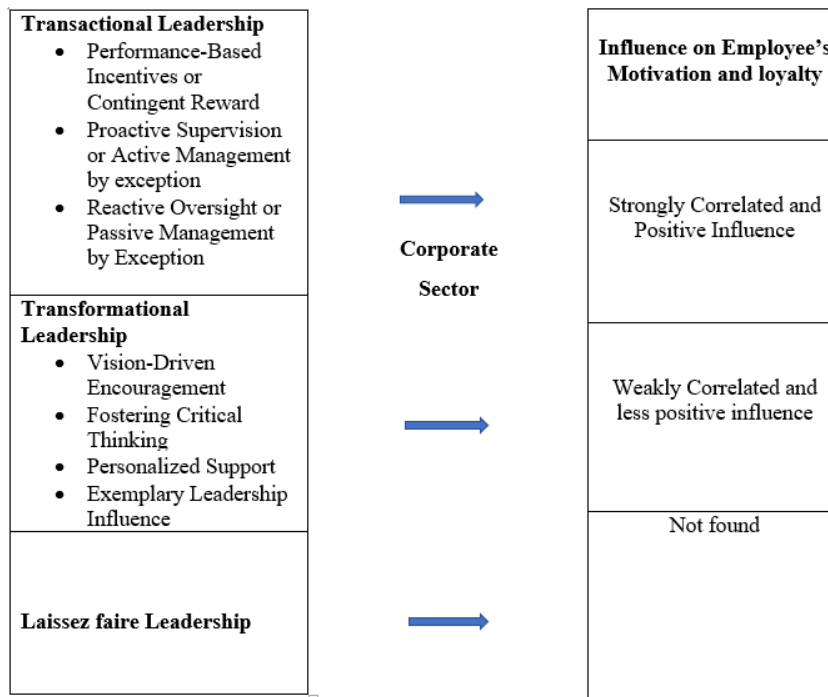 Transactional Leadership
• Performance-Based
Incentives or
Contingent Reward
• Proactive Supervision
or Active Management
by exception
• Reactive Oversight or
Passive Management
by Exception
Transformational
Leadership
• Vision-Driven
Encouragement
• Fostering Critical
Thinking
• Personalized Support
• Exemplary Leadership
Influence
Laissez faire Leadership
Corporate
Sector
Influence on Employee's
Motivation and loyalty
Strongly Correlated and
Positive Influence
Weakly Correlated and
less positive influence
Not found